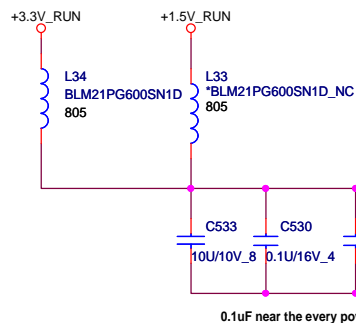 +3.3V_RUN
+1.5V_RUN
L34
BLM21PG600SN1D
805
L33
*BLM21PG600SN1D_NC
805
C533
10U/10V_8
C530
0.1U/16V_4
0.1uF near the every po